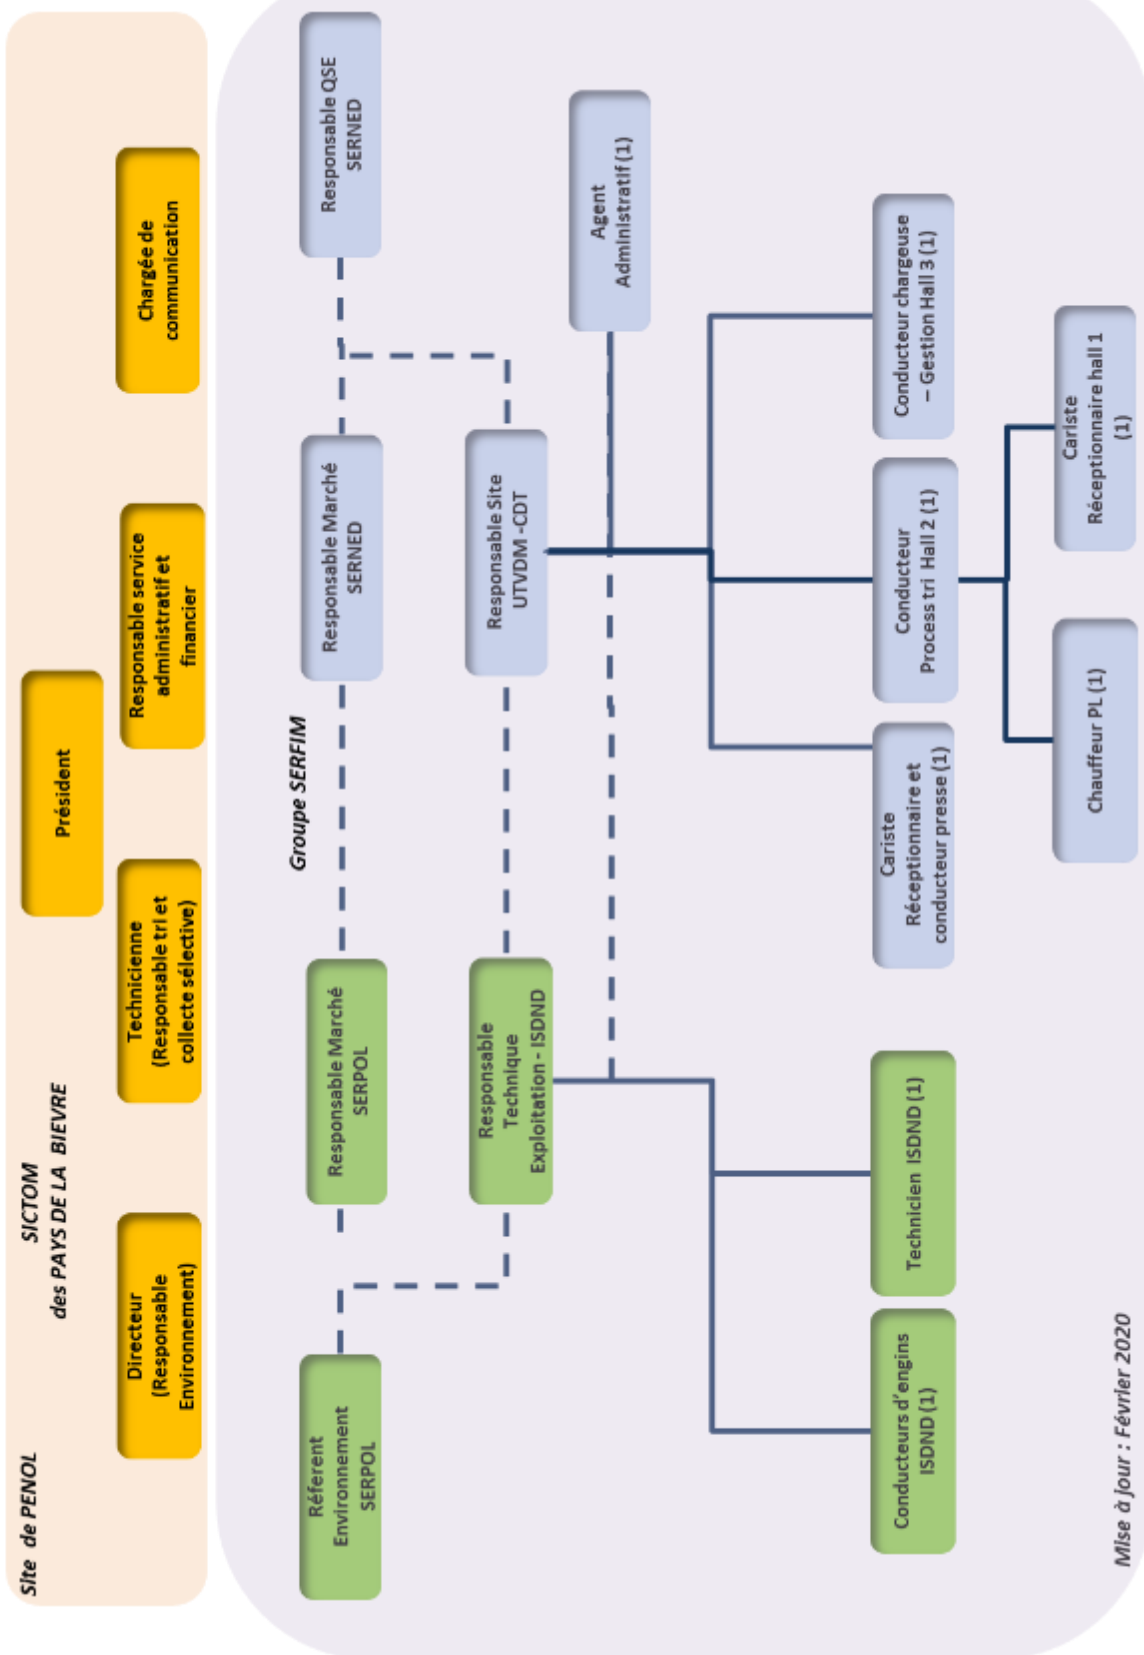 Site de PENOL
SICTOM
des PAYS DE LA BIEVRE
Président
Directeur
(Responsable
Environnement)
Technicienne
(Responsable tri et
collecte sélective)
Responsable service
administratif et
financier
Chargée de
communication
Groupe SERFIM
Réferent
Environnement
SERPOL
Responsable Marché
SERPOL
Responsable Marché
SERNED
Responsable QSE
SERNED
Responsable
Technique
Exploitation - ISDND
Responsable Site
UTVDM -CDT
Agent
Administratif (1)
Conducteurs d'engins
ISDND (1)
Technicien ISDND (1)
Cariste
Réceptionnaire et
conducteur presse (1)
Conducteur
Process tri Hall 2 (1)
Conducteur chargeuse
– Gestion Hall 3 (1)
Chauffeur PL (1)
Cariste
Réceptionnaire hall 1
(1)
Mise à jour : Février 2020